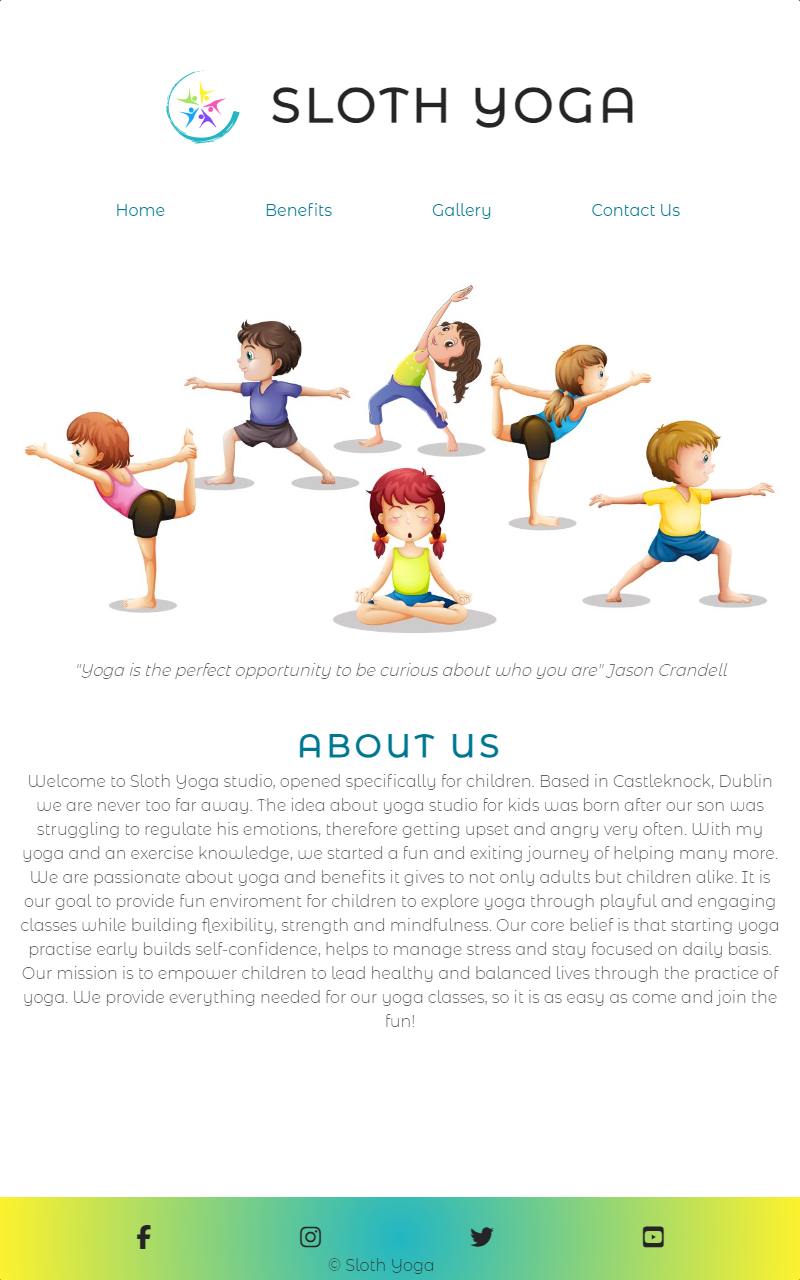 SLOTH YOGA
Home Benefits Gallery Contact Us
"Yoga is the perfect opportunity to be curious about who you are" Jason Crandell
ABOUT US
Welcome to Sloth Yoga studio, opened specifically for children. Based in Castleknock, Dublin
we are never too far away. The idea about yoga studio for kids was born after our son was
struggling to regulate his emotions, therefore getting upset and angry very often. With my
yoga and an exercise knowledge, we started a fun and exiting journey of helping many more.
We are passionate about yoga and benefits it gives to not only adults but children alike. It is
our goal to provide fun enviroment for children to explore yoga through playful and engaging
classes while building flexibility, strength and mindfulness. Our core belief is that starting yoga
practise early builds self-confidence, helps to manage stress and stay focused on daily basis.
Our mission is to empower children to lead healthy and balanced lives through the practice of
yoga. We provide everything needed for our yoga classes, so it is as easy as come and join the
fun!
© Sloth Yoga